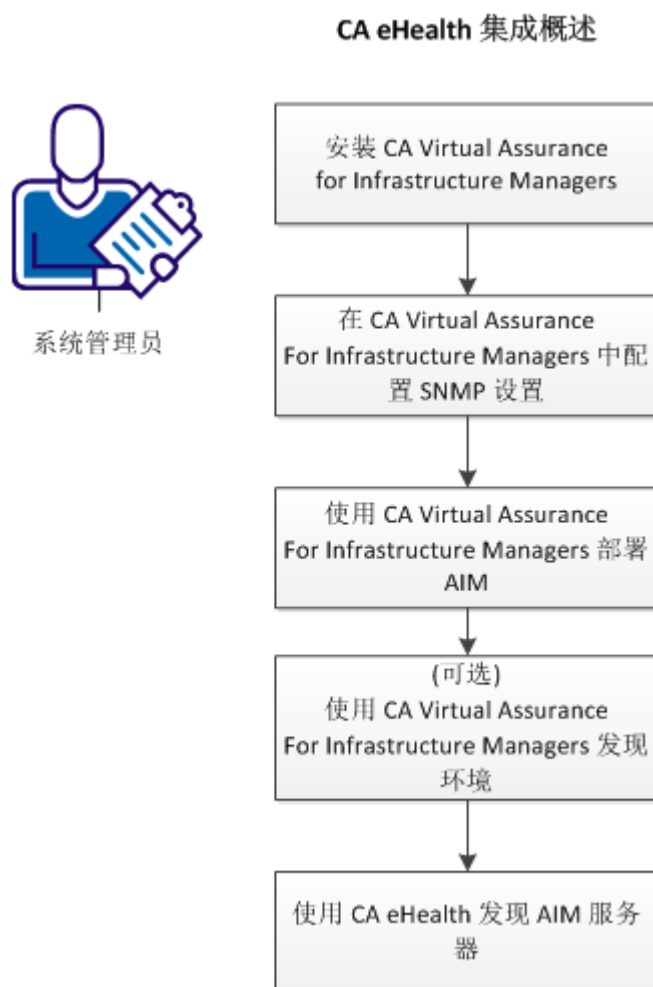 CA eHealth 集成概述
系统管理员
安装 CA Virtual Assurance
for Infrastructure Managers
在 CA Virtual Assurance
For Infrastructure Managers 中配
置 SNMP 设置
使用 CA Virtual Assurance
For Infrastructure Managers 部署
AIM
(可选)
使用 CA Virtual Assurance
For Infrastructure Managers 发现
环境
使用 CA eHealth 发现 AIM 服务
器